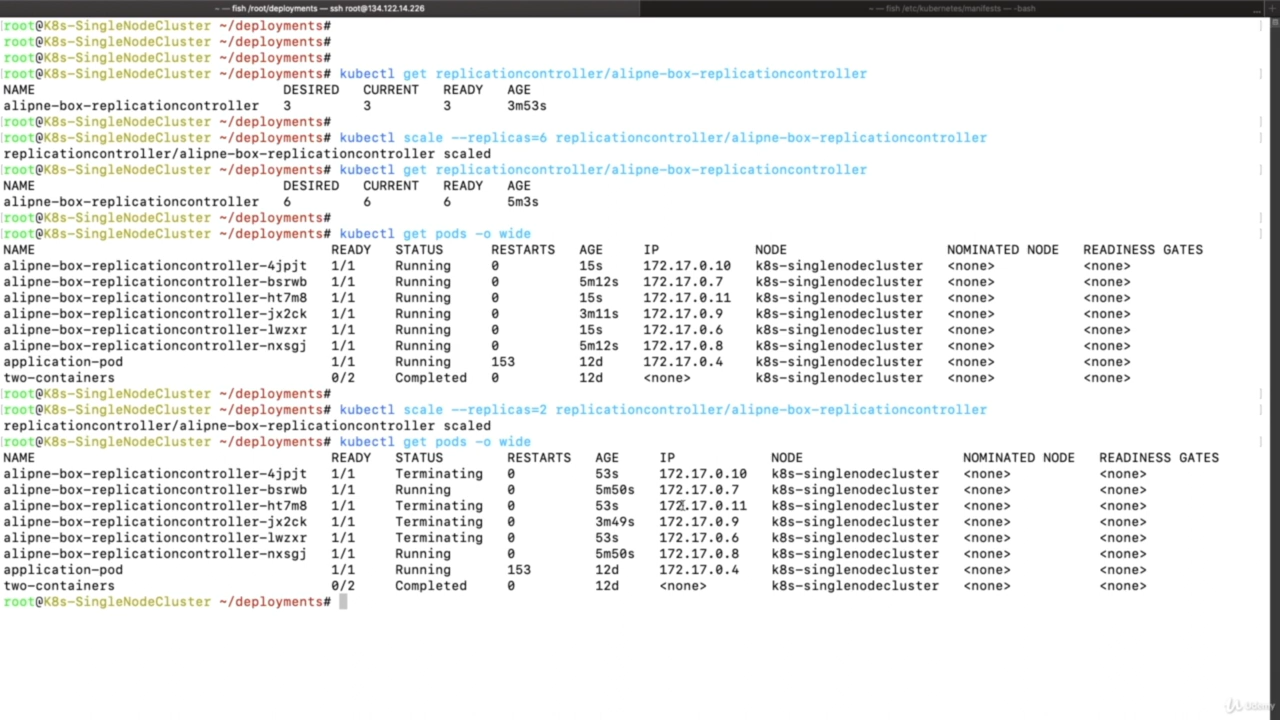 ~ — fish /root/deployments — ssh root@134.122.14.226
~ — fish /etc/kubernetes/manifests — -bash
root@K8s-SingleNodeCluster ~/deployments#
root@K8s-SingleNodeCluster ~/deployments#
root@K8s-SingleNodeCluster ~/deployments#
root@K8s-SingleNodeCluster ~/deployments# kubectl get replicationcontroller/alipne-box-replicationcontroller
NAME DESIRED CURRENT READY AGE
alipne-box-replicationcontroller 3 3 3 3m53s
root@K8s-SingleNodeCluster ~/deployments#
root@K8s-SingleNodeCluster ~/deployments# kubectl scale --replicas=6 replicationcontroller/alipne-box-replicationcontroller
replicationcontroller/alipne-box-replicationcontroller scaled
root@K8s-SingleNodeCluster ~/deployments# kubectl get replicationcontroller/alipne-box-replicationcontroller
NAME DESIRED CURRENT READY AGE
alipne-box-replicationcontroller 6 6 6 5m3s
root@K8s-SingleNodeCluster ~/deployments#
root@K8s-SingleNodeCluster ~/deployments# kubectl get pods -o wide
NAME READY STATUS RESTARTS AGE IP NODE NOMINATED NODE READINESS GATES
alipne-box-replicationcontroller-4jpjt 1/1 Running 0 15s 172.17.0.10 k8s-singlenodecluster <none> <none>
alipne-box-replicationcontroller-bsrwb 1/1 Running 0 5m12s 172.17.0.7 k8s-singlenodecluster <none> <none>
alipne-box-replicationcontroller-ht7m8 1/1 Running 0 15s 172.17.0.11 k8s-singlenodecluster <none> <none>
alipne-box-replicationcontroller-jx2ck 1/1 Running 0 3m11s 172.17.0.9 k8s-singlenodecluster <none> <none>
alipne-box-replicationcontroller-lwzxr 1/1 Running 0 15s 172.17.0.6 k8s-singlenodecluster <none> <none>
alipne-box-replicationcontroller-nxsgj 1/1 Running 0 5m12s 172.17.0.8 k8s-singlenodecluster <none> <none>
application-pod 1/1 Running 153 12d 172.17.0.4 k8s-singlenodecluster <none> <none>
two-containers 0/2 Completed 0 12d <none> k8s-singlenodecluster <none> <none>
root@K8s-SingleNodeCluster ~/deployments#
root@K8s-SingleNodeCluster ~/deployments# kubectl scale --replicas=2 replicationcontroller/alipne-box-replicationcontroller
replicationcontroller/alipne-box-replicationcontroller scaled
root@K8s-SingleNodeCluster ~/deployments# kubectl get pods -o wide
NAME READY STATUS RESTARTS AGE IP NODE NOMINATED NODE READINESS GATES
alipne-box-replicationcontroller-4jpjt 1/1 Terminating 0 53s 172.17.0.10 k8s-singlenodecluster <none> <none>
alipne-box-replicationcontroller-bsrwb 1/1 Running 0 5m50s 172.17.0.7 k8s-singlenodecluster <none> <none>
alipne-box-replicationcontroller-ht7m8 1/1 Terminating 0 53s 172.17.0.11 k8s-singlenodecluster <none> <none>
alipne-box-replicationcontroller-jx2ck 1/1 Terminating 0 3m49s 172.17.0.9 k8s-singlenodecluster <none> <none>
alipne-box-replicationcontroller-lwzxr 1/1 Terminating 0 53s 172.17.0.6 k8s-singlenodecluster <none> <none>
alipne-box-replicationcontroller-nxsgj 1/1 Running 0 5m50s 172.17.0.8 k8s-singlenodecluster <none> <none>
application-pod 1/1 Running 153 12d 172.17.0.4 k8s-singlenodecluster <none> <none>
two-containers 0/2 Completed 0 12d <none> k8s-singlenodecluster <none> <none>
root@K8s-SingleNodeCluster ~/deployments#
Udemy